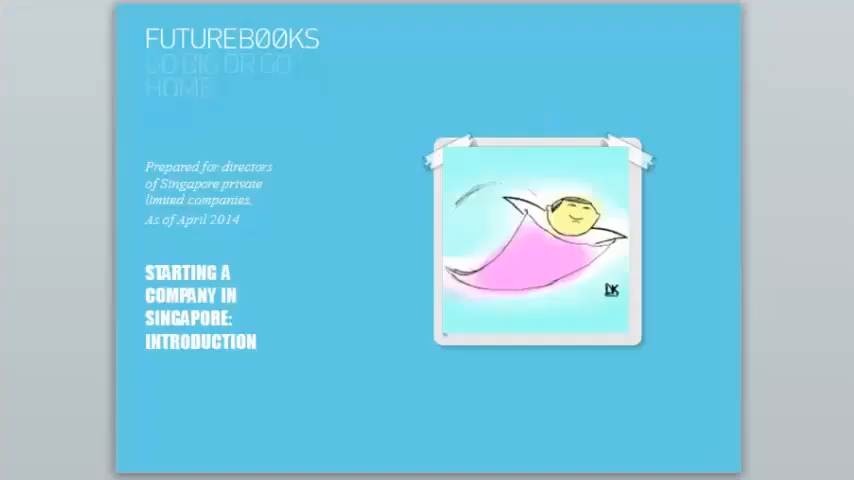 FUTUREB00KS
GO BIG OR GO
HOME
Prepared for directors
of Singapore private
limited companies.
As of April 2014
STARTING A
COMPANY IN
SINGAPORE:
INTRODUCTION